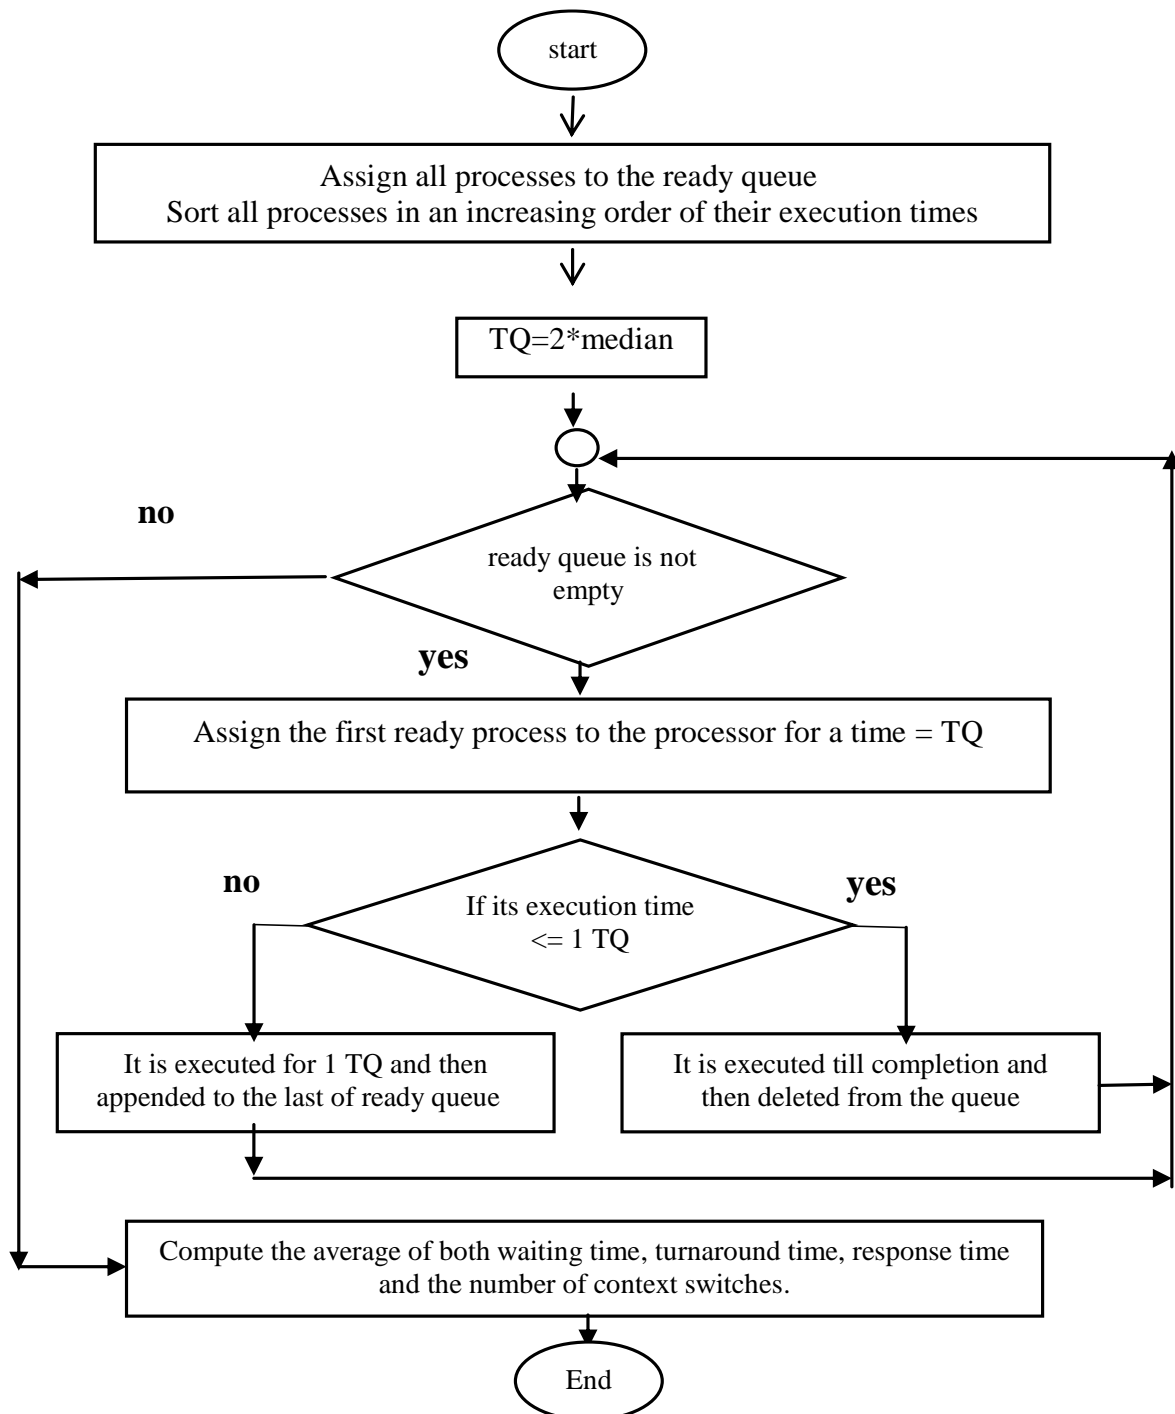 start
Assign all processes to the ready queue
Sort all processes in an increasing order of their execution times
TQ=2*median
no
ready queue is not
empty
yes
Assign the first ready process to the processor for a time = TQ
no
yes
If its execution time
<= 1 TQ
It is executed for 1 TQ and then
appended to the last of ready queue
It is executed till completion and
then deleted from the queue
Compute the average of both waiting time, turnaround time, response time
and the number of context switches.
End